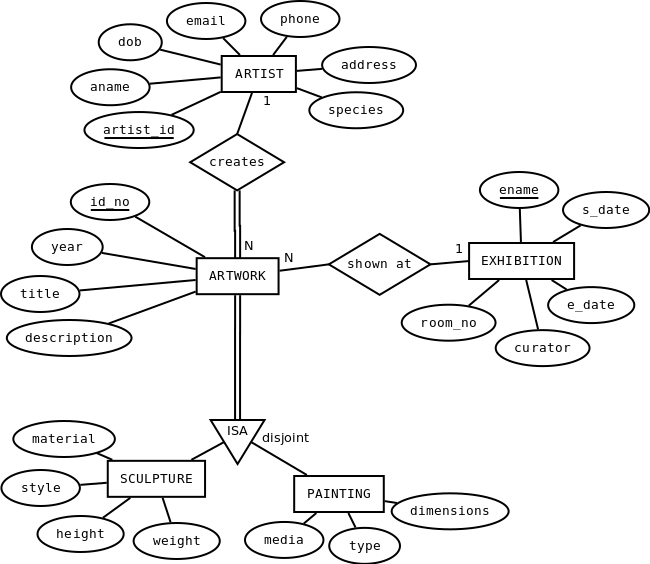 email
phone
dob
ARTIST
address
aname
1
species
artist_id
creates
id_no
ename
s_date
year
N
N
shown at
1
EXHIBITION
ARTWORK
title
e_date
room_no
description
curator
ISA
disjoint
material
SCULPTURE
style
PAINTING
dimensions
height
weight
media
type